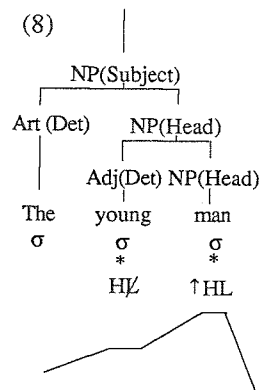 (8)
NP(Subject)
Art (Det) NP(Head)
Adj(Det) NP(Head)
The young man
σ σ σ
* *
HL̸ ↑HL